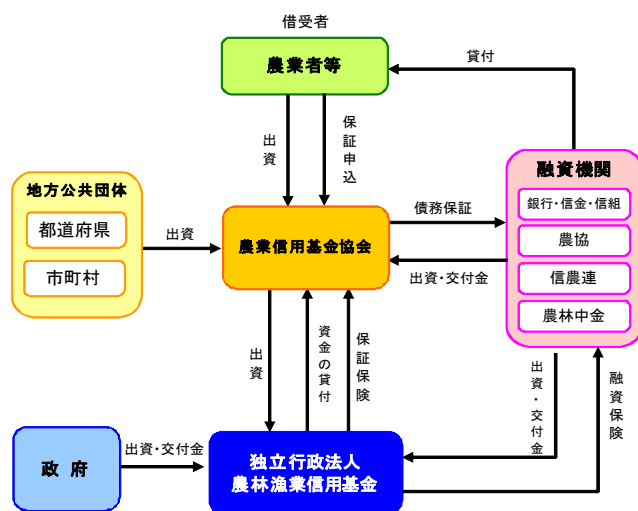 借受者
農業者等
貸付
出資
保証申込
地方公共団体
都道府県
市町村
出資
農業信用基金協会
債務保証
出資・交付金
融資機関
銀行・信金・信組
農協
信農連
農林中金
出資
資金の貸付
保証保険
出資・交付金
融資保険
政府
出資・交付金
独立行政法人
農林漁業信用基金